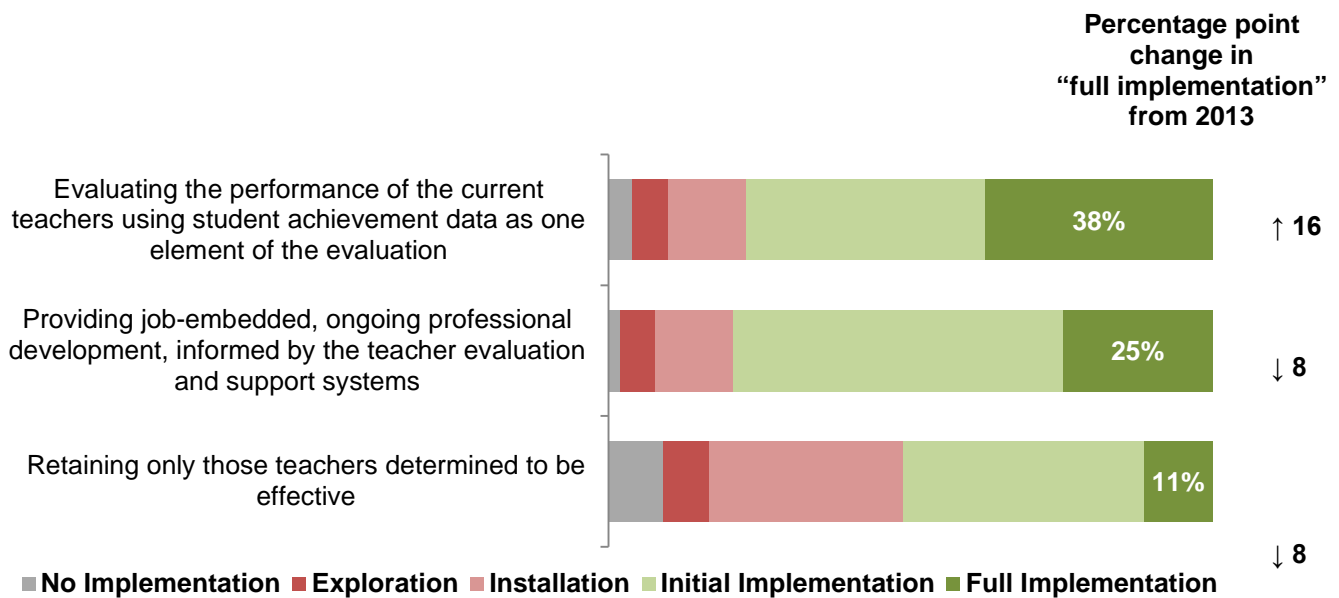 Percentage point
change in
“full implementation”
from 2013
Evaluating the performance of the current
teachers using student achievement data as one
element of the evaluation
38%
↑ 16
Providing job-embedded, ongoing professional
development, informed by the teacher evaluation
and support systems
25%
↓ 8
Retaining only those teachers determined to be
effective
11%
↓ 8
No Implementation Exploration Installation Initial Implementation Full Implementation